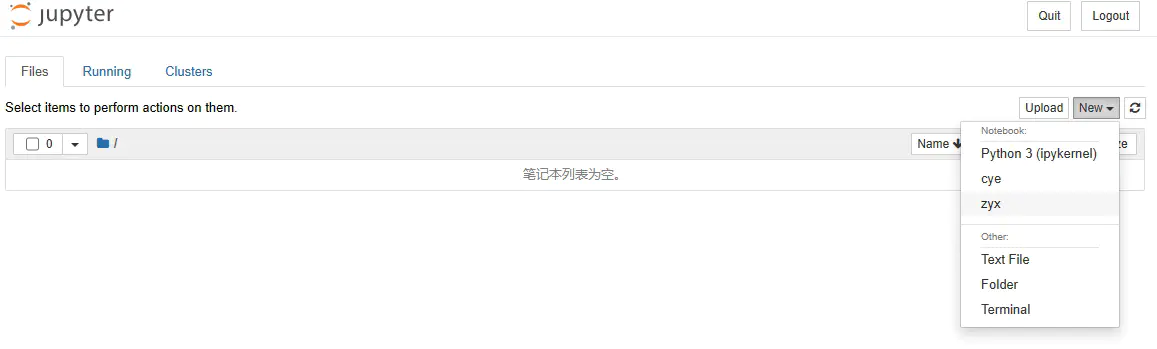 jupyter
Quit Logout
Files Running Clusters
Select items to perform actions on them.
Upload New
0 / Name
笔记本列表为空。
Notebook:
Python 3 (ipykernel)
cye
zyx
Other:
Text File
Folder
Terminal